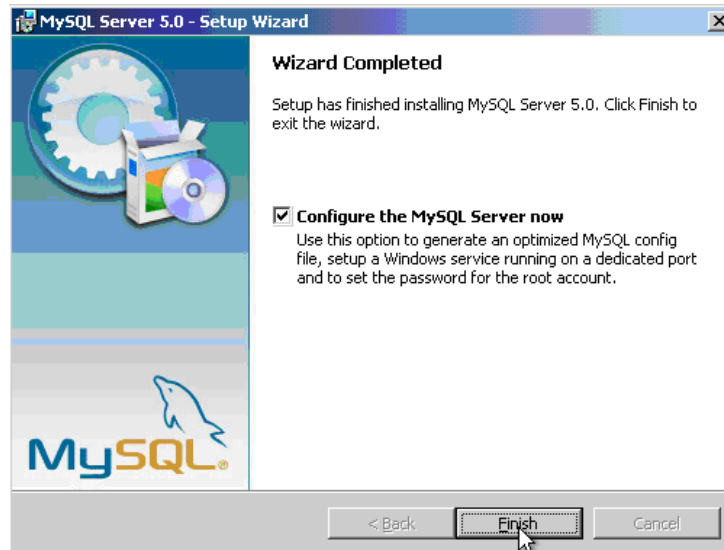 MySQL Server 5.0 - Setup Wizard
Wizard Completed
Setup has finished installing MySQL Server 5.0. Click Finish to
exit the wizard.
Configure the MySQL Server now
Use this option to generate an optimized MySQL config
file, setup a Windows service running on a dedicated port
and to set the password for the root account.
MySQL®
< Back
Finish
Cancel